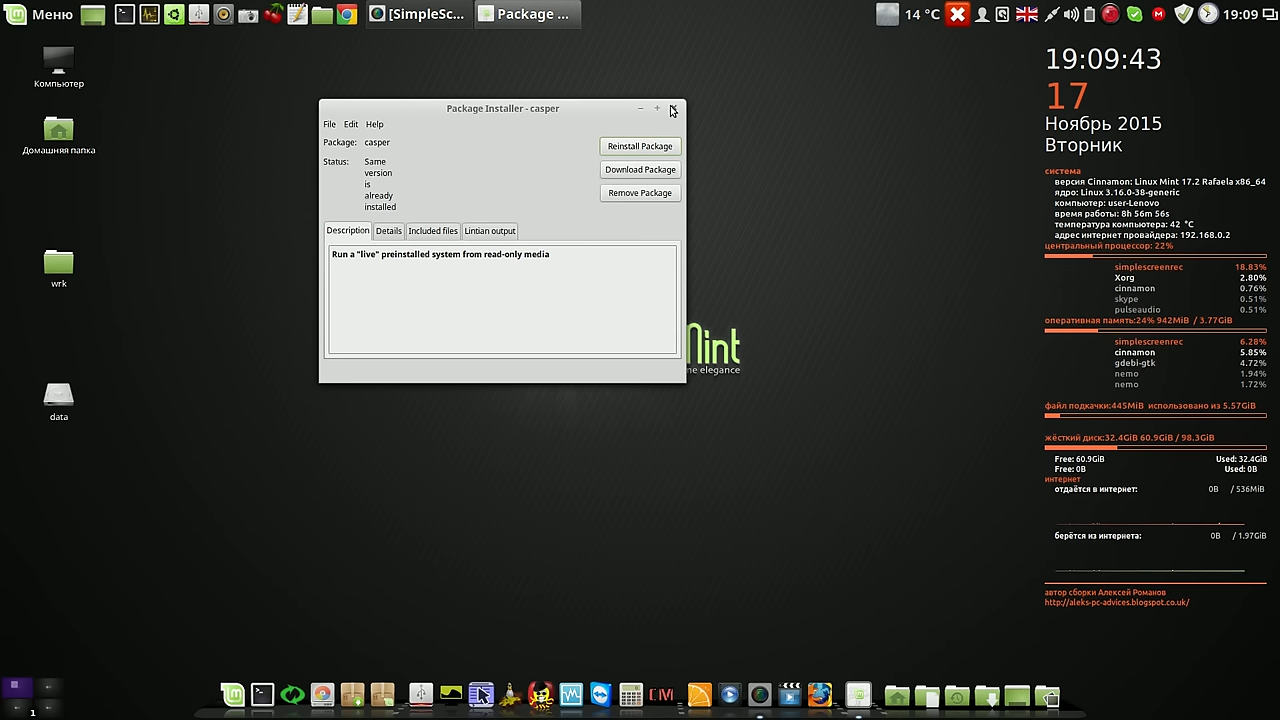 Меню
[SimpleSc...
Package ...
14 °C
19:09
Компьютер
Домашняя папка
wrk
data
Package Installer - casper
File Edit Help
Package: casper
Status: Same
version
is
already
installed
Reinstall Package
Download Package
Remove Package
Description Details Included files Lintian output
Run a "live" preinstalled system from read-only media
Mint
ne elegance
19:09:43
17
Ноябрь 2015
Вторник
система
версия Cinnamon: Linux Mint 17.2 Rafaela x86_64
ядро: Linux 3.16.0-38-generic
компьютер: user-Lenovo
время работы: 8h 56m 56s
температура компьютера: 42 °C
адрес интернет провайдера: 192.168.0.2
центральный процессор: 22%
simplescreenrec 18.83%
Xorg 2.80%
cinnamon 0.76%
skype 0.51%
pulseaudio 0.51%
оперативная память:24% 942MiB / 3.77GiB
simplescreenrec 6.28%
cinnamon 5.85%
gdebi-gtk 4.72%
nemo 1.94%
nemo 1.72%
файл подкачки:445MiB использовано из 5.57GiB
жёсткий диск:32.4GiB 60.9GiB / 98.3GiB
Free: 60.9GiB Used: 32.4GiB
Free: 0B Used: 0B
интернет
отдаётся в интернет: 0B / 536MiB
берётся из интернета: 0B / 1.97GiB
автор сборки Алексей Романов
http://aleks-pc-advices.blogspot.co.uk/
1